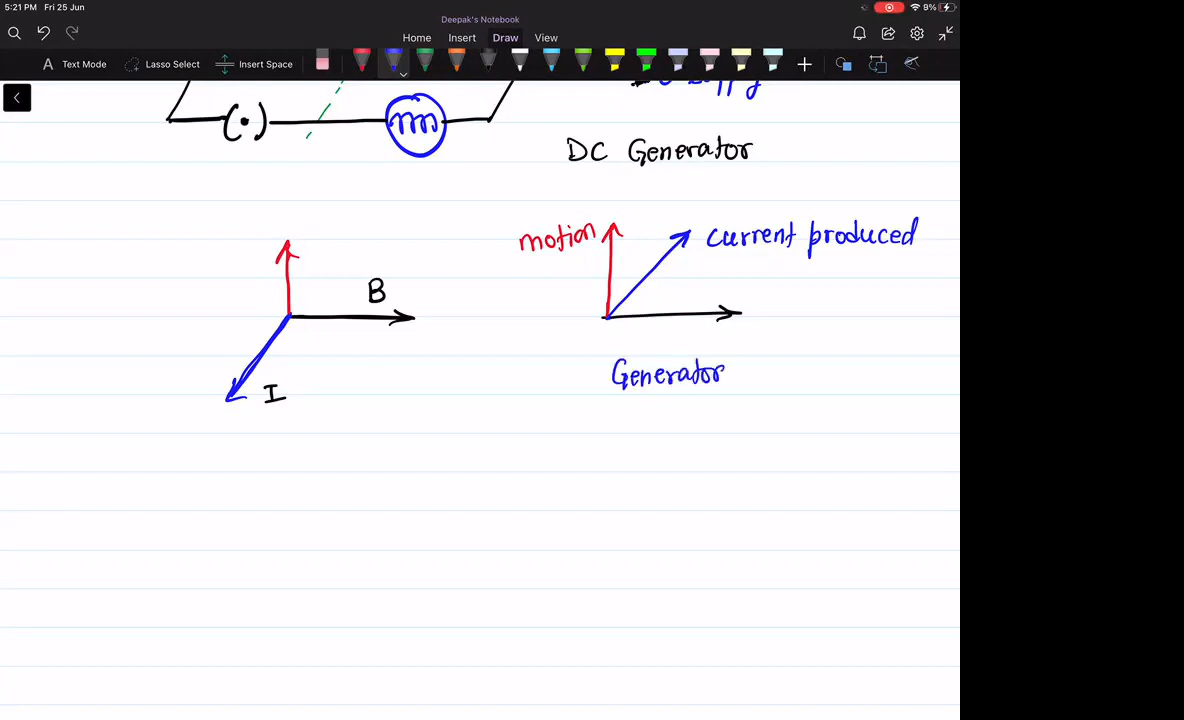 5:21 PM Fri 25 Jun
9%
Deepak's Notebook
Home Insert Draw View
A Text Mode Lasso Select Insert Space
DC Generator
motion
current produced
B
I
Generator